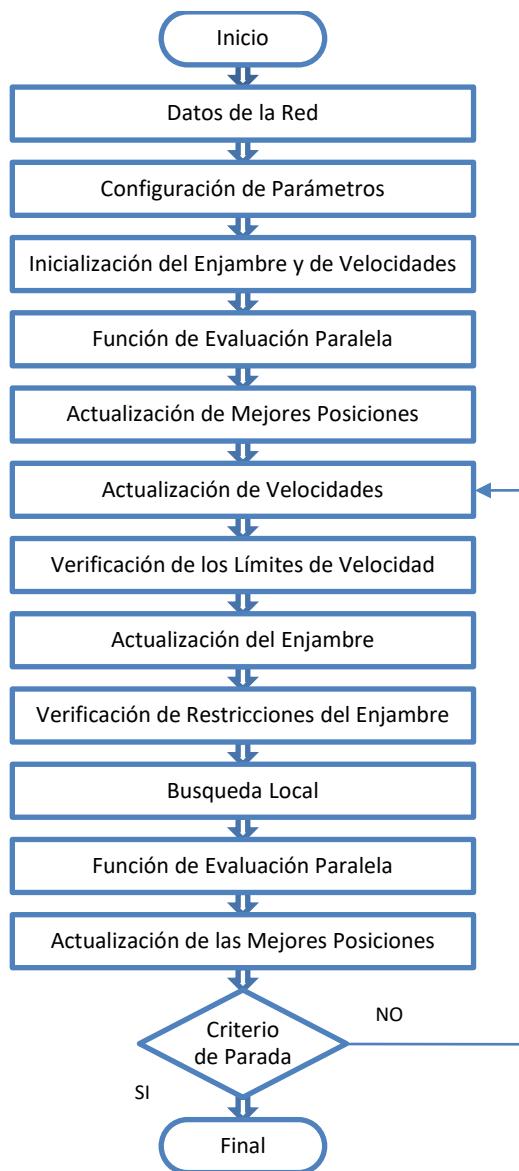 Inicio
Datos de la Red
Configuración de Parámetros
Inicialización del Enjambre y de Velocidades
Función de Evaluación Paralela
Actualización de Mejores Posiciones
Actualización de Velocidades
Verificación de los Límites de Velocidad
Actualización del Enjambre
Verificación de Restricciones del Enjambre
Busqueda Local
Función de Evaluación Paralela
Actualización de las Mejores Posiciones
Criterio
de Parada
NO
SI
Final